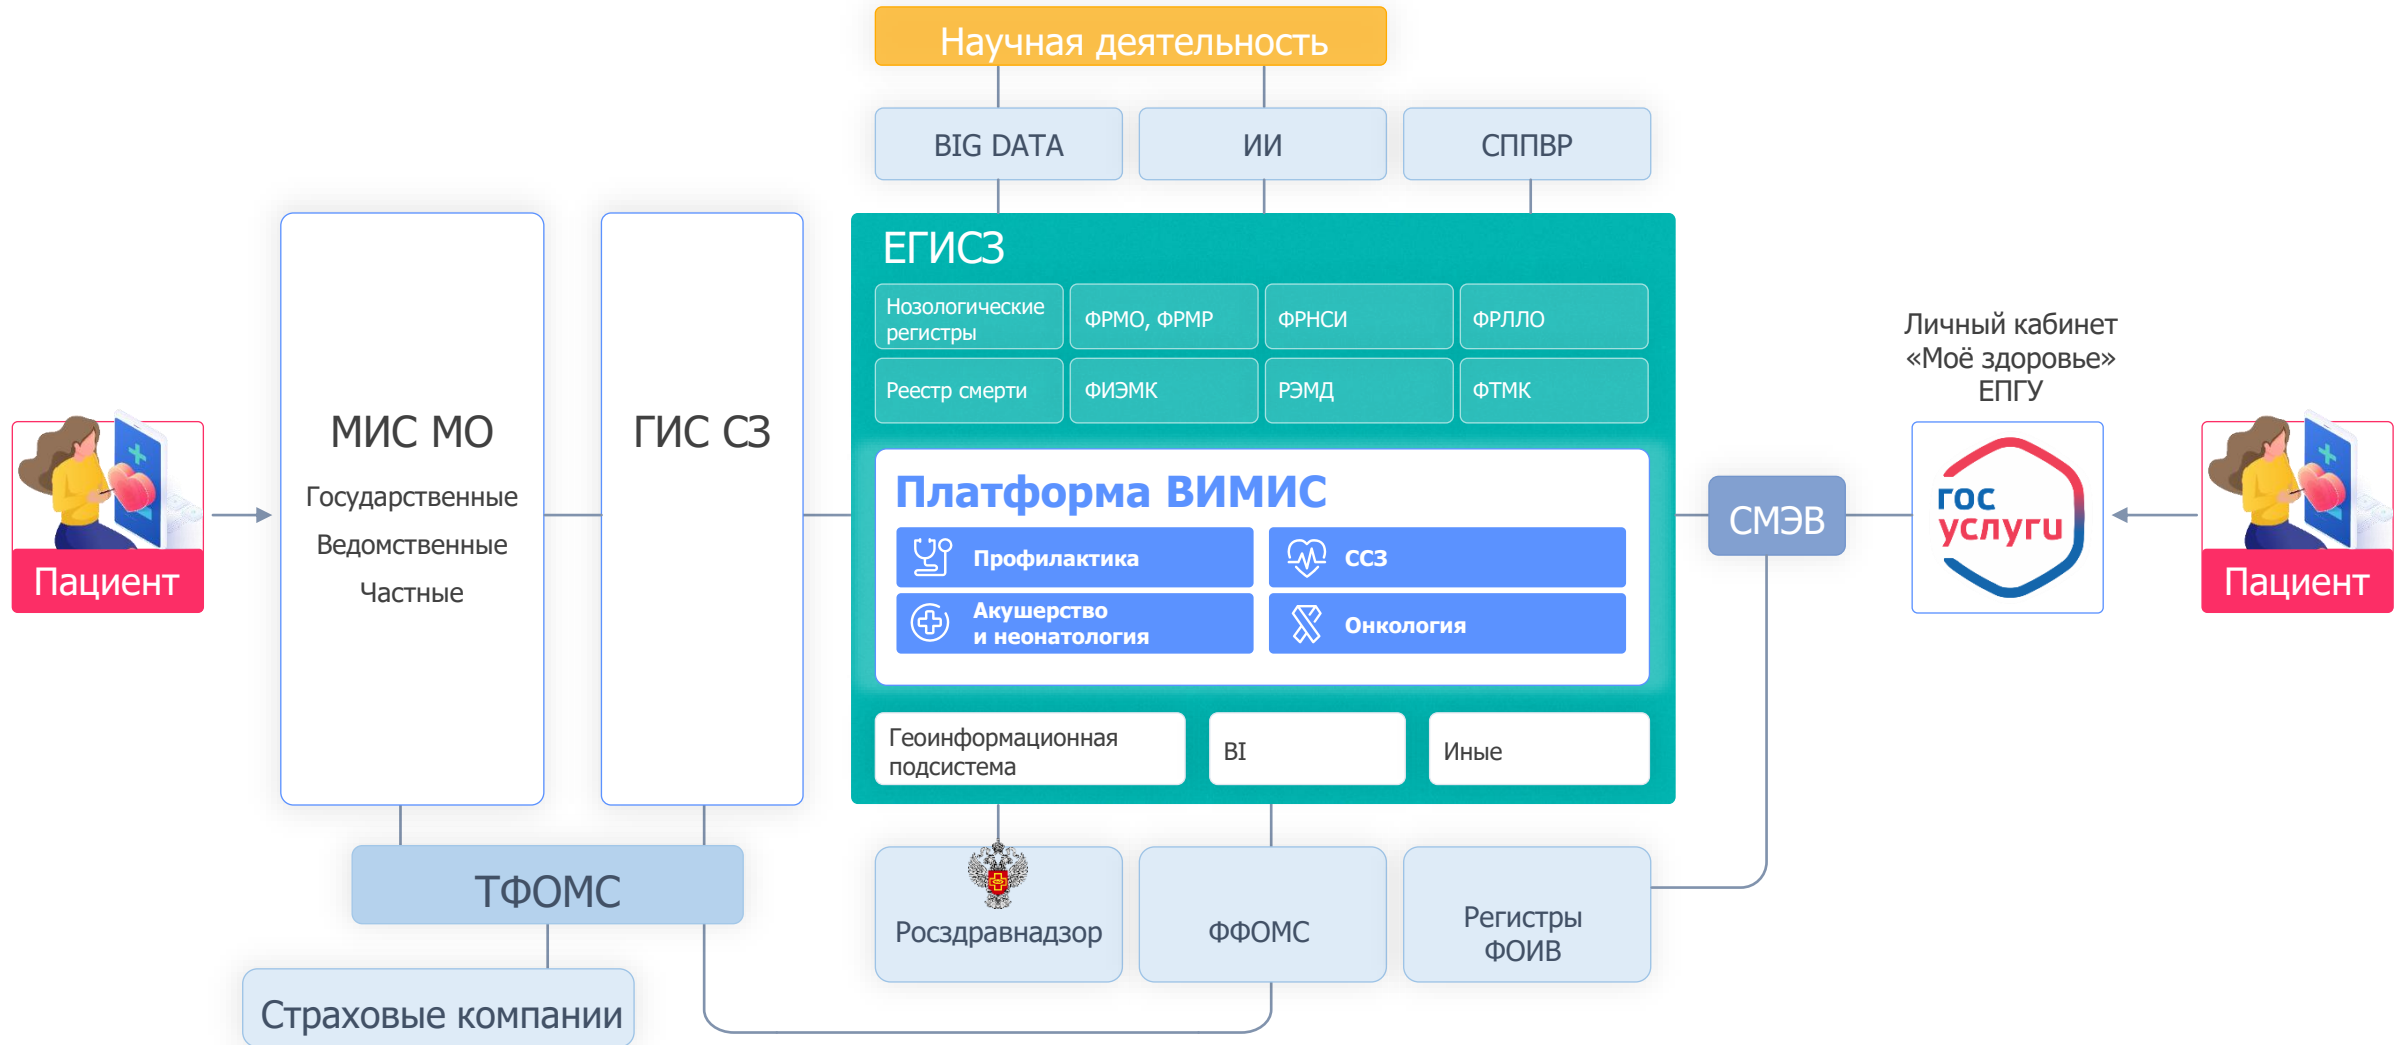 Научная деятельность
BIG DATA
ИИ
СППВР
ЕГИСЗ
Нозологические
регистры
ФРМО, ФРМР
ФРНСИ
ФРЛЛО
Реестр смерти
ФИЭМК
РЭМД
ФТМК
Платформа ВИМИС
Профилактика
ССЗ
Акушерство
и неонатология
Онкология
Геоинформационная
подсистема
BI
Иные
Пациент
МИС МО
Государственные
Ведомственные
Частные
ГИС СЗ
СМЭВ
Личный кабинет
«Моё здоровье»
ЕПГУ
гос
услуги
Пациент
ТФОМС
Страховые компании
Росздравнадзор
ФФОМС
Регистры
ФОИВ